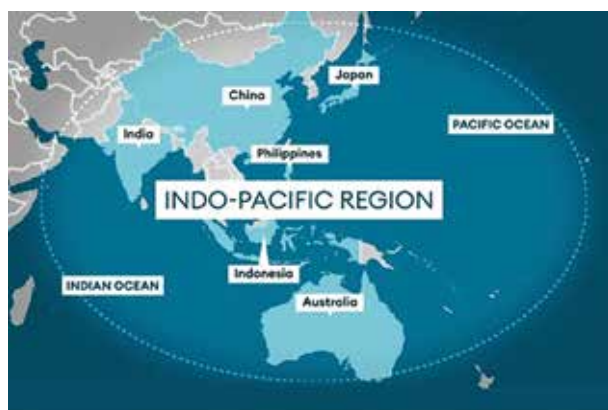 Japan
China
PACIFIC OCEAN
India
Philippines
INDO-PACIFIC REGION
Indonesia
INDIAN OCEAN
Australia